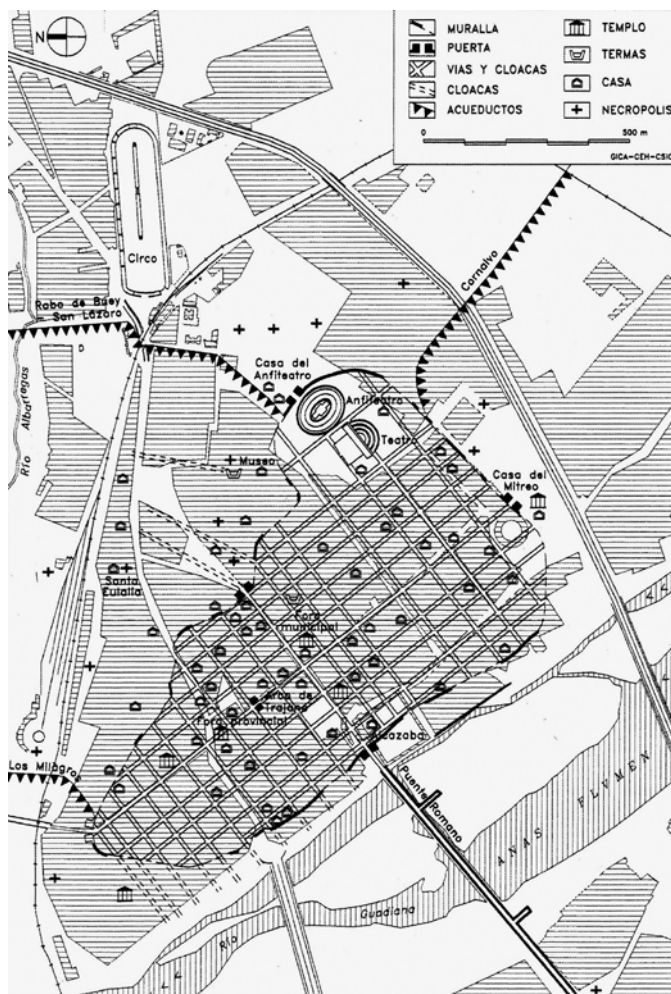 N
MURALLA
PUERTA
VIAS Y CLOACAS
CLOACAS
ACUEDUCTOS
TEMPLO
TERMAS
CASA
NECROPOLIS
0 500 m
GICA-CEH-CSIC
Circo
Rabo de Buey
San Lázaro
Cornalvo
Río Albarregas
Casa del
Anfiteatro
Anfiteatro
Teatro
Museo
Casa del
Mitreo
Santa
Eulalia
Foro
municipal
Arco de
Trajano
Foro provincial
Alcazaba
Los Milagros
Puente Romano
ANAS FLVMEN
Río Guadiana